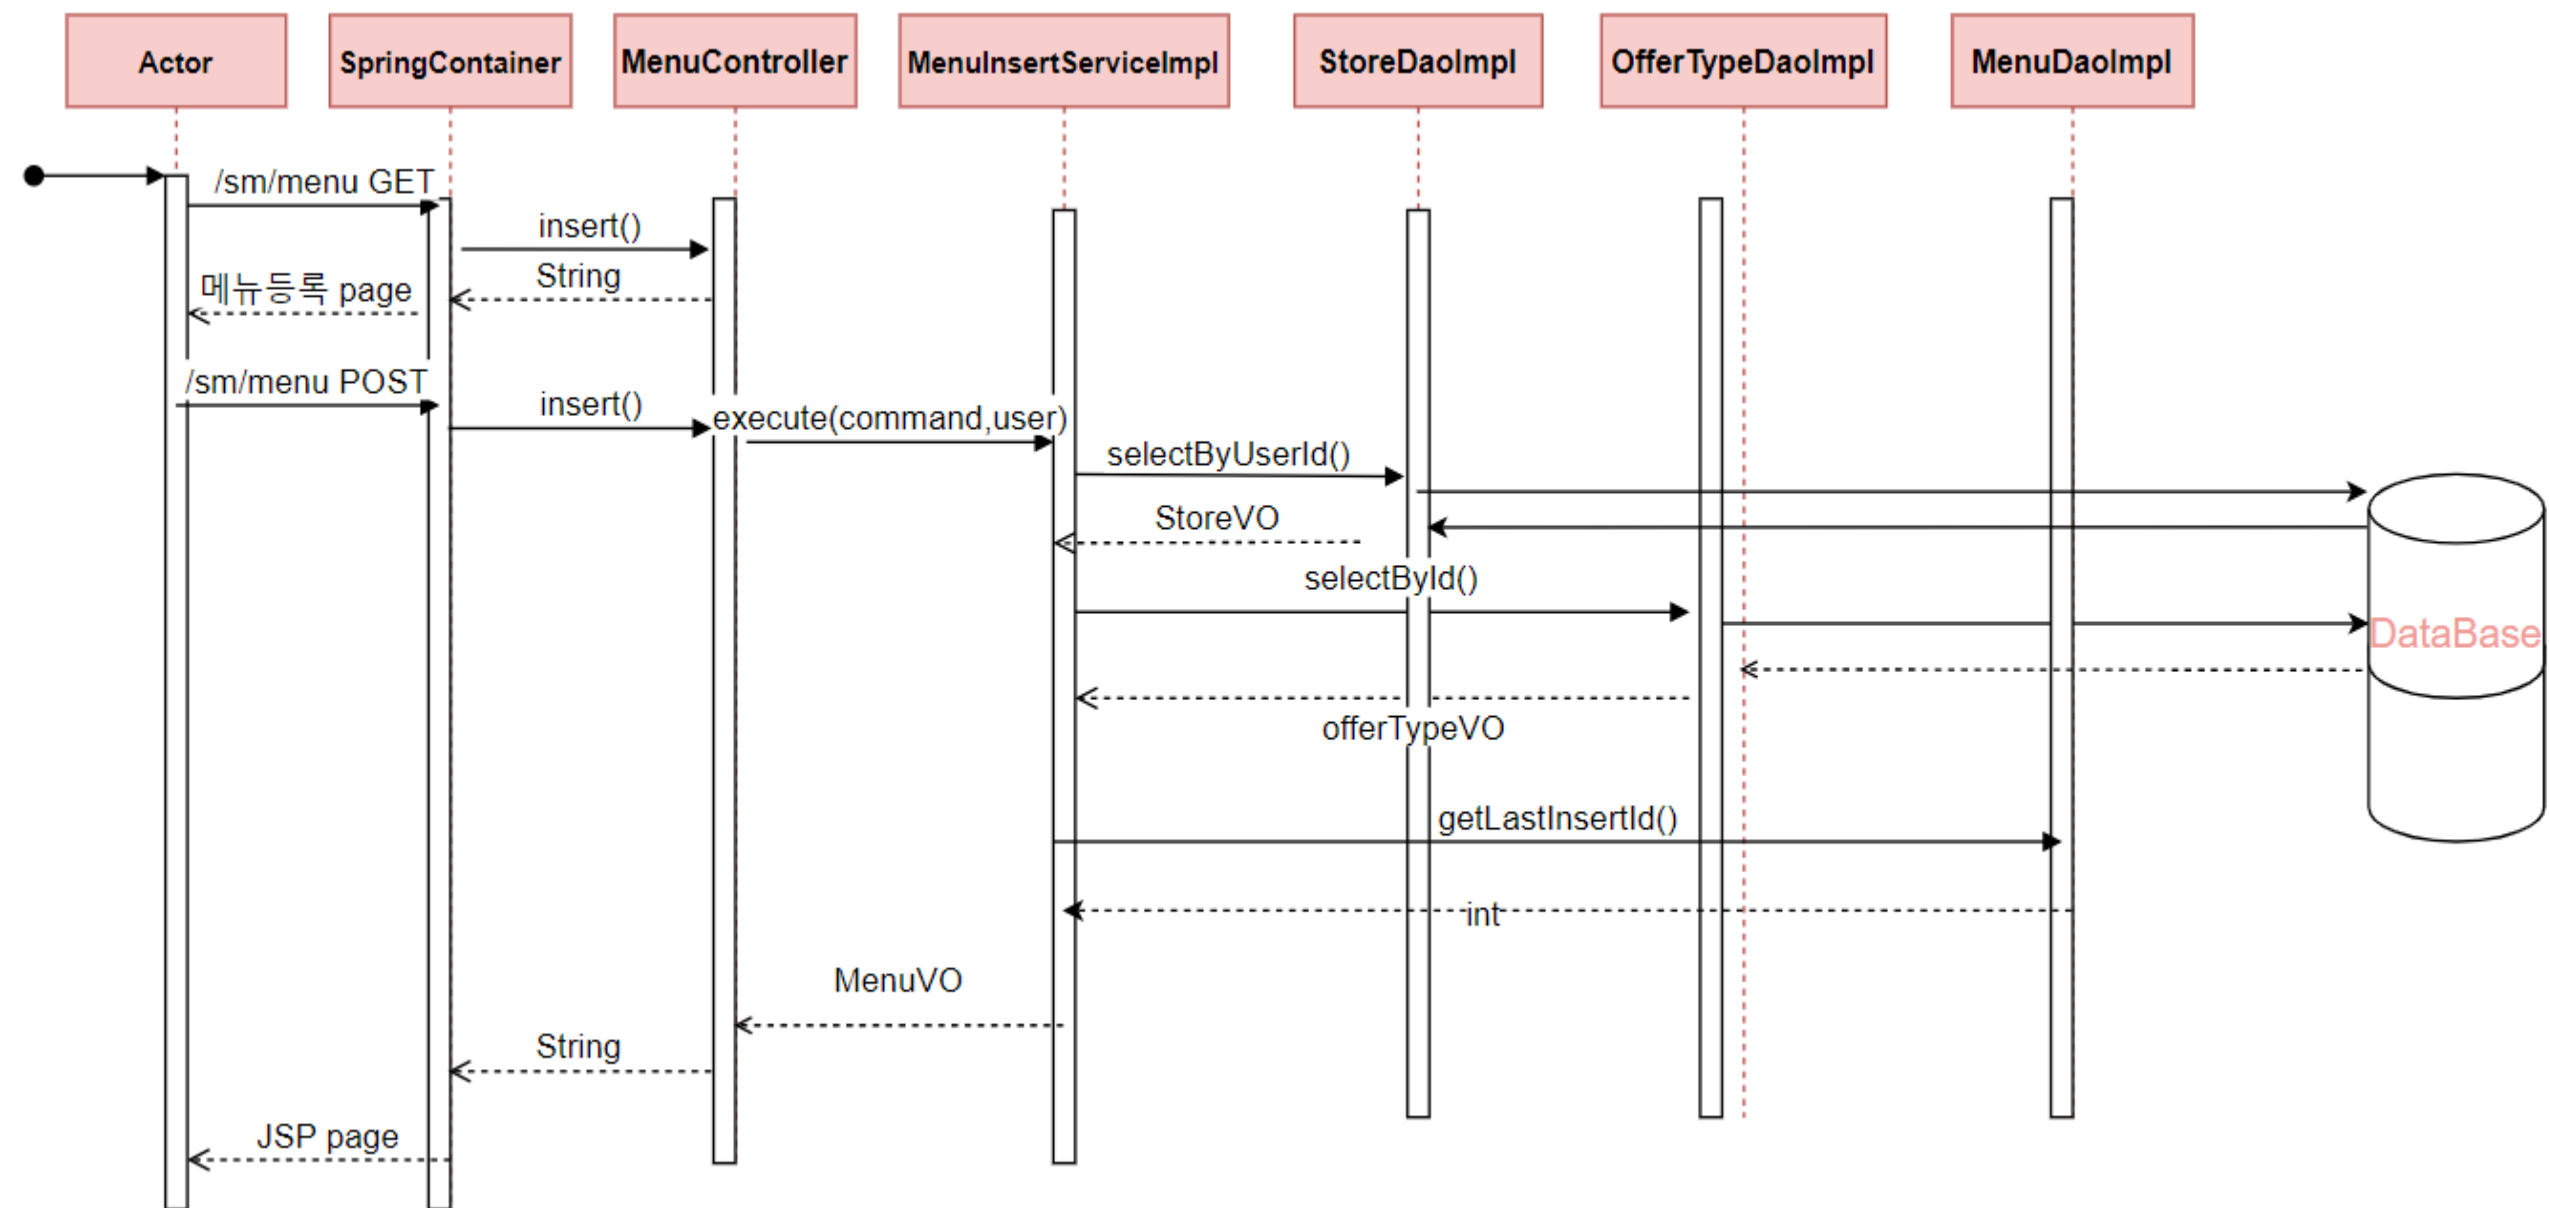 Actor
SpringContainer
MenuController
MenuInsertServiceImpl
StoreDaoImpl
OfferTypeDaoImpl
MenuDaoImpl
/sm/menu GET
insert()
String
메뉴등록 page
/sm/menu POST
insert()
execute(command,user)
selectByUserId()
StoreVO
selectById()
DataBase
offerTypeVO
getLastInsertId()
int
MenuVO
String
JSP page